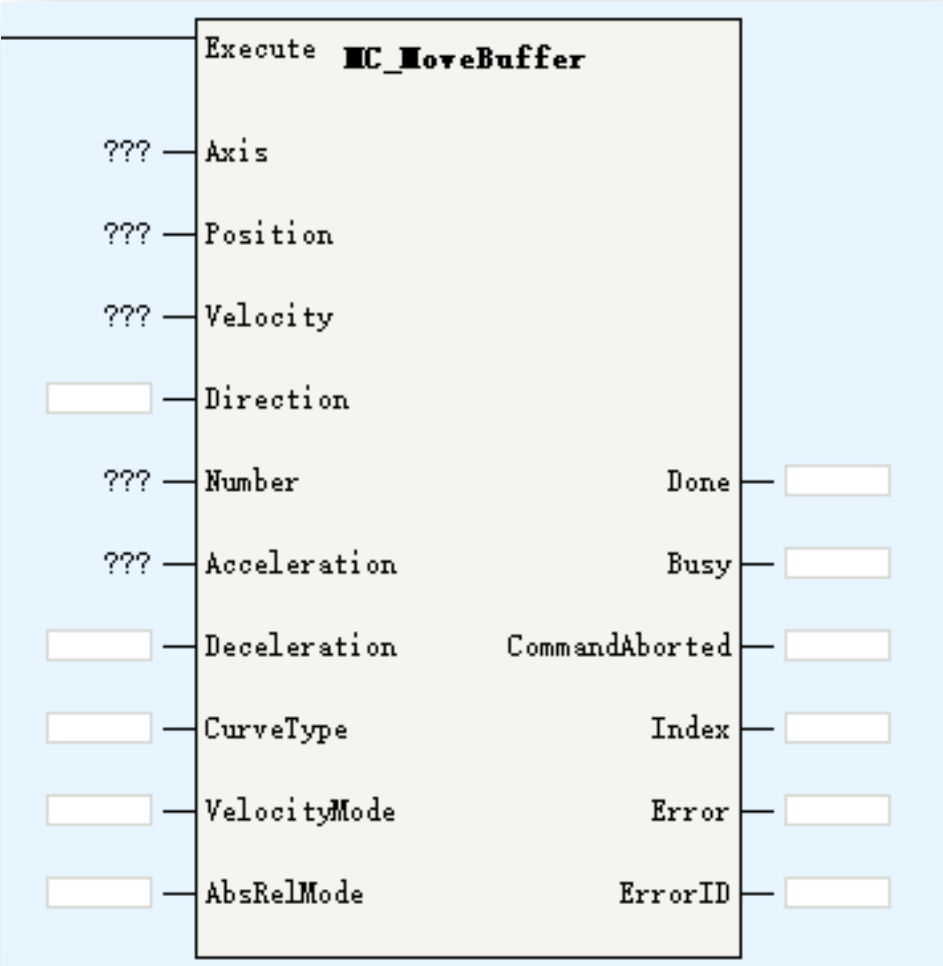 Execute MC_MoveBuffer
??? Axis
??? Position
??? Velocity
Direction
??? Number Done
??? Acceleration Busy
Deceleration CommandAborted
CurveType Index
VelocityMode Error
AbsRelMode ErrorID